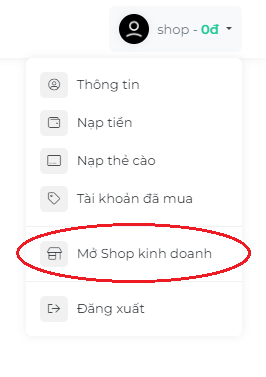 shop - 0đ
Thông tin
Nạp tiền
Nạp thẻ cào
Tài khoản đã mua
Mở Shop kinh doanh
Đăng xuất